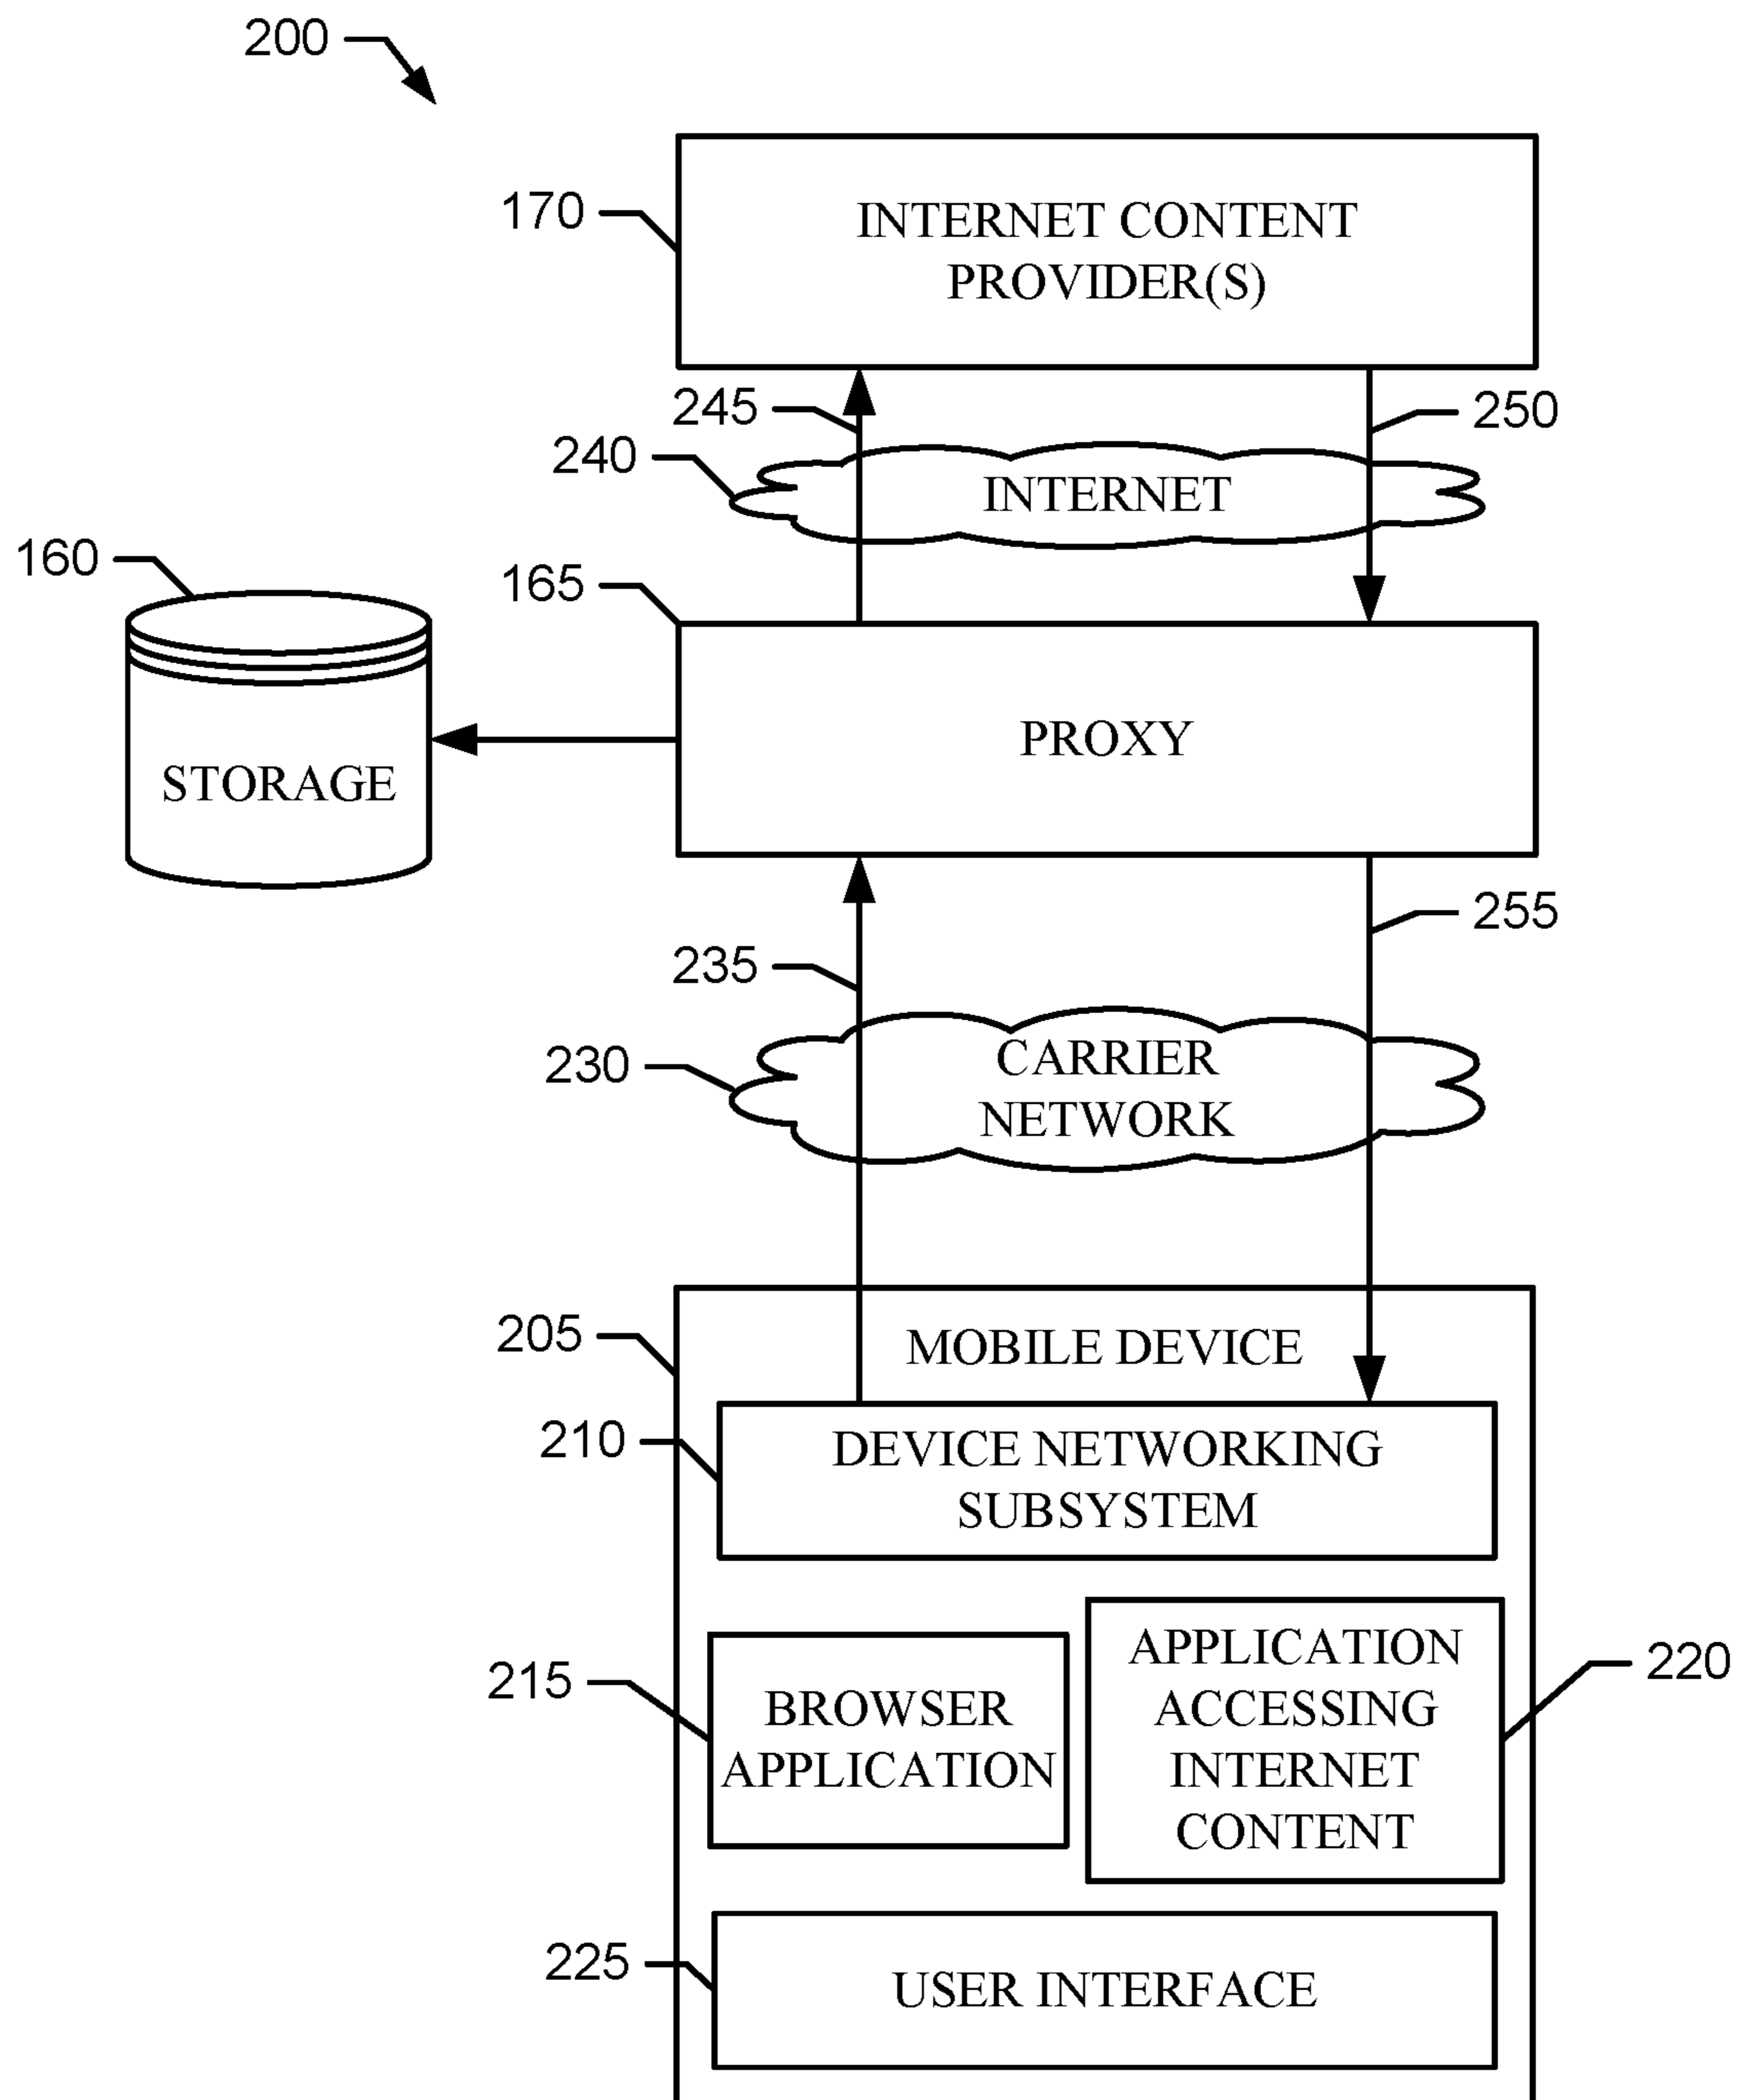 200
170
INTERNET CONTENT
PROVIDER(S)
245
250
240
INTERNET
160
165
STORAGE
PROXY
255
235
230
CARRIER
NETWORK
205
MOBILE DEVICE
210
DEVICE NETWORKING
SUBSYSTEM
215
BROWSER
APPLICATION
APPLICATION
ACCESSING
INTERNET
CONTENT
220
225
USER INTERFACE